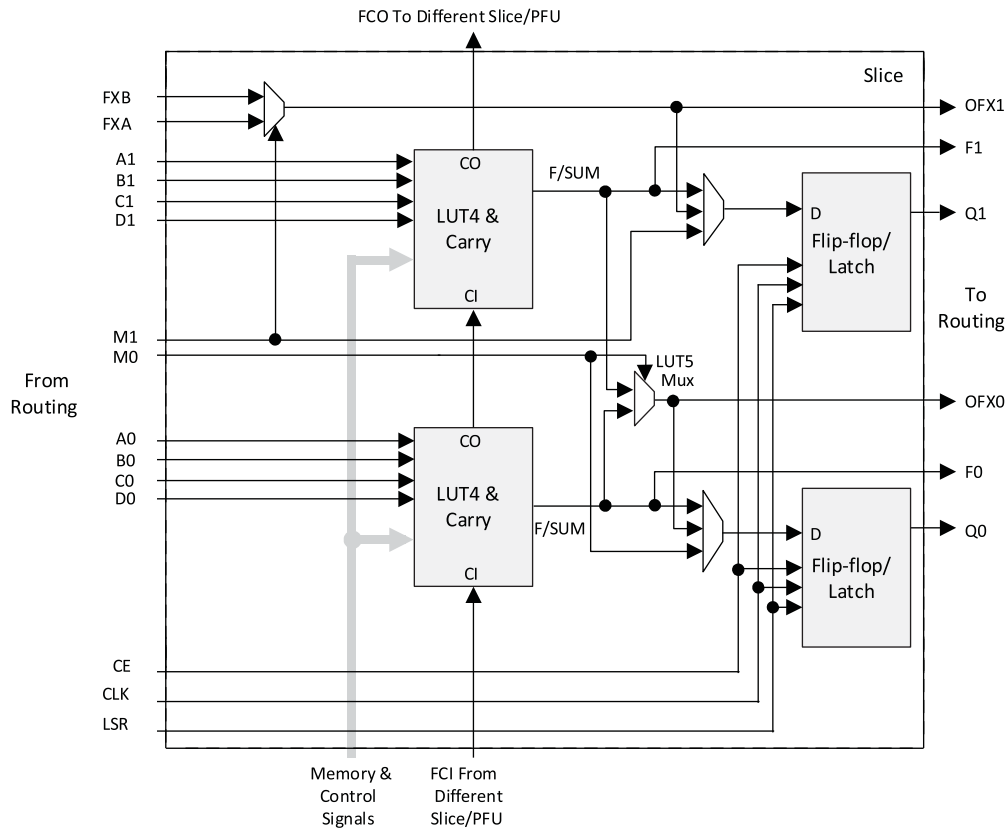 FCO To Different Slice/PFU
Slice
FXB
FXA
OFX1
F1
A1
B1
C1
D1
CO
LUT4 &
Carry
CI
F/SUM
D
Flip-flop/
Latch
Q1
To
Routing
M1
M0
LUT5
Mux
From
Routing
OFX0
A0
B0
C0
D0
CO
LUT4 &
Carry
CI
F/SUM
F0
D
Flip-flop/
Latch
Q0
CE
CLK
LSR
Memory &
Control
Signals
FCI From
Different
Slice/PFU